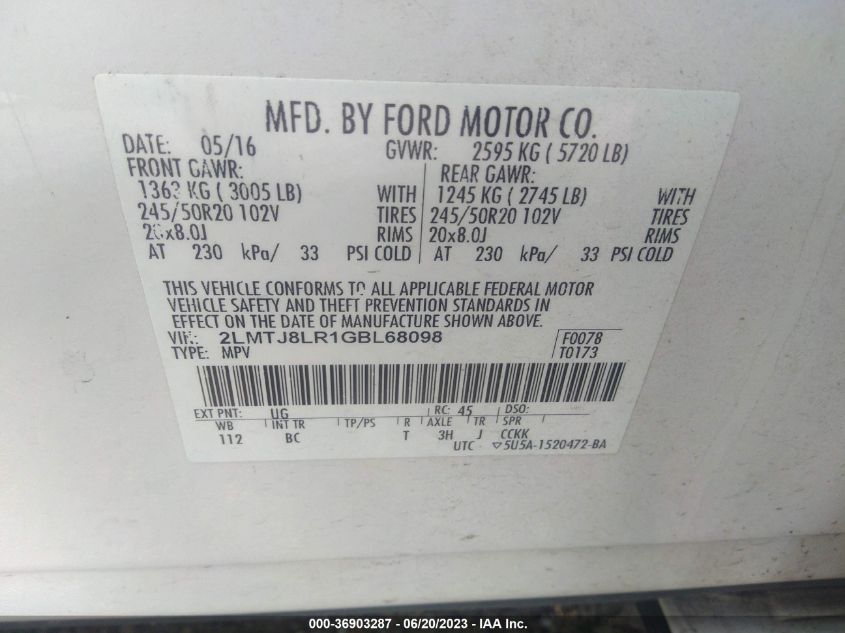 MFD. BY FORD MOTOR CO.
DATE: 05/16 GVWR: 2595 KG ( 5720 LB)
FRONT GAWR: REAR GAWR:
1363 KG ( 3005 LB) WITH 1245 KG ( 2745 LB) WITH
245/50R20 102V TIRES 245/50R20 102V TIRES
20x8.0J RIMS 20x8.0J RIMS
AT 230 kPa/ 33 PSI COLD AT 230 kPa/ 33 PSI COLD
THIS VEHICLE CONFORMS TO ALL APPLICABLE FEDERAL MOTOR
VEHICLE SAFETY AND THEFT PREVENTION STANDARDS IN
EFFECT ON THE DATE OF MANUFACTURE SHOWN ABOVE.
VIN: 2LMTJ8LR1GBL68098 F0078
TYPE: MPV T0173
EXT PNT: UG RC: 45 DSO:
WB INT TR TP/PS R AXLE TR SPR
112 BC T 3H J CCKK
UTC ▽5U5A-1520472-BA
000-36903287 - 06/20/2023 - IAA Inc.